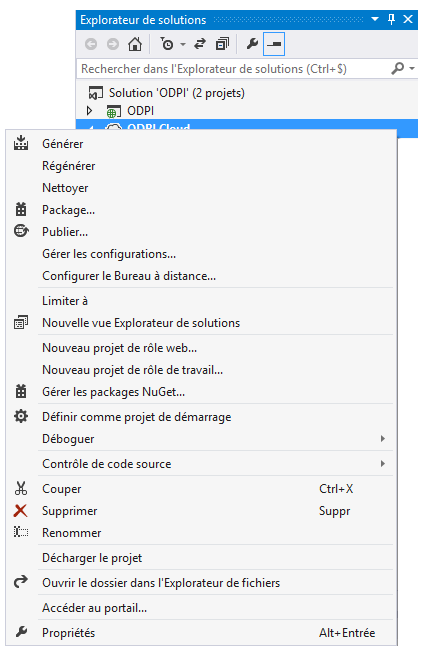 Explorateur de solutions
Rechercher dans l'Explorateur de solutions (Ctrl+$)
Solution 'ODPI' (2 projets)
ODPI
ODPI.Cloud
Générer
Régénérer
Nettoyer
Package...
Publier...
Gérer les configurations...
Configurer le Bureau à distance...
Limiter à
Nouvelle vue Explorateur de solutions
Nouveau projet de rôle web...
Nouveau projet de rôle de travail...
Gérer les packages NuGet...
Définir comme projet de démarrage
Déboguer
Contrôle de code source
Couper Ctrl+X
Supprimer Suppr
Renommer
Décharger le projet
Ouvrir le dossier dans l'Explorateur de fichiers
Accéder au portail...
Propriétés Alt+Entrée